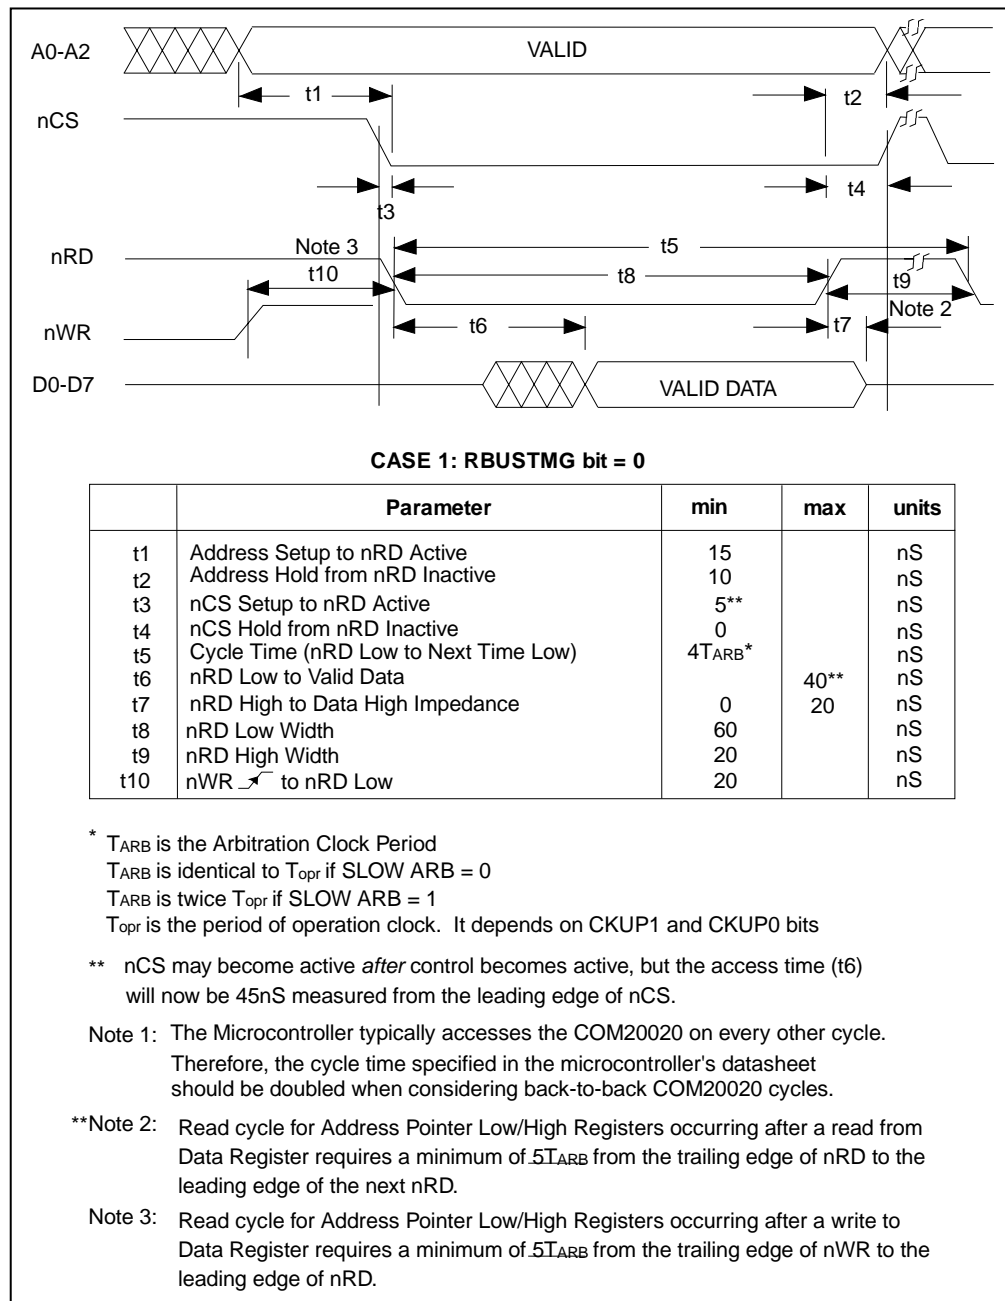 A0-A2
VALID
t1
t2
nCS
t3
t4
nRD
Note 3
t5
t10
t8
t9
Note 2
nWR
t6
t7
D0-D7
VALID DATA
CASE 1: RBUSTMG bit = 0
Parameter min max units
t1 Address Setup to nRD Active 15 nS
t2 Address Hold from nRD Inactive 10 nS
t3 nCS Setup to nRD Active 5** nS
t4 nCS Hold from nRD Inactive 0 nS
t5 Cycle Time (nRD Low to Next Time Low) 4TARB* nS
t6 nRD Low to Valid Data 40** nS
t7 nRD High to Data High Impedance 0 20 nS
t8 nRD Low Width 60 nS
t9 nRD High Width 20 nS
t10 nWR to nRD Low 20 nS
* TARB is the Arbitration Clock Period
TARB is identical to Topr if SLOW ARB = 0
TARB is twice Topr if SLOW ARB = 1
Topr is the period of operation clock. It depends on CKUP1 and CKUP0 bits
** nCS may become active after control becomes active, but the access time (t6)
will now be 45nS measured from the leading edge of nCS.
Note 1: The Microcontroller typically accesses the COM20020 on every other cycle.
Therefore, the cycle time specified in the microcontroller's datasheet
should be doubled when considering back-to-back COM20020 cycles.
**Note 2: Read cycle for Address Pointer Low/High Registers occurring after a read from
Data Register requires a minimum of 5TARB from the trailing edge of nRD to the
leading edge of the next nRD.
Note 3: Read cycle for Address Pointer Low/High Registers occurring after a write to
Data Register requires a minimum of 5TARB from the trailing edge of nWR to the
leading edge of nRD.